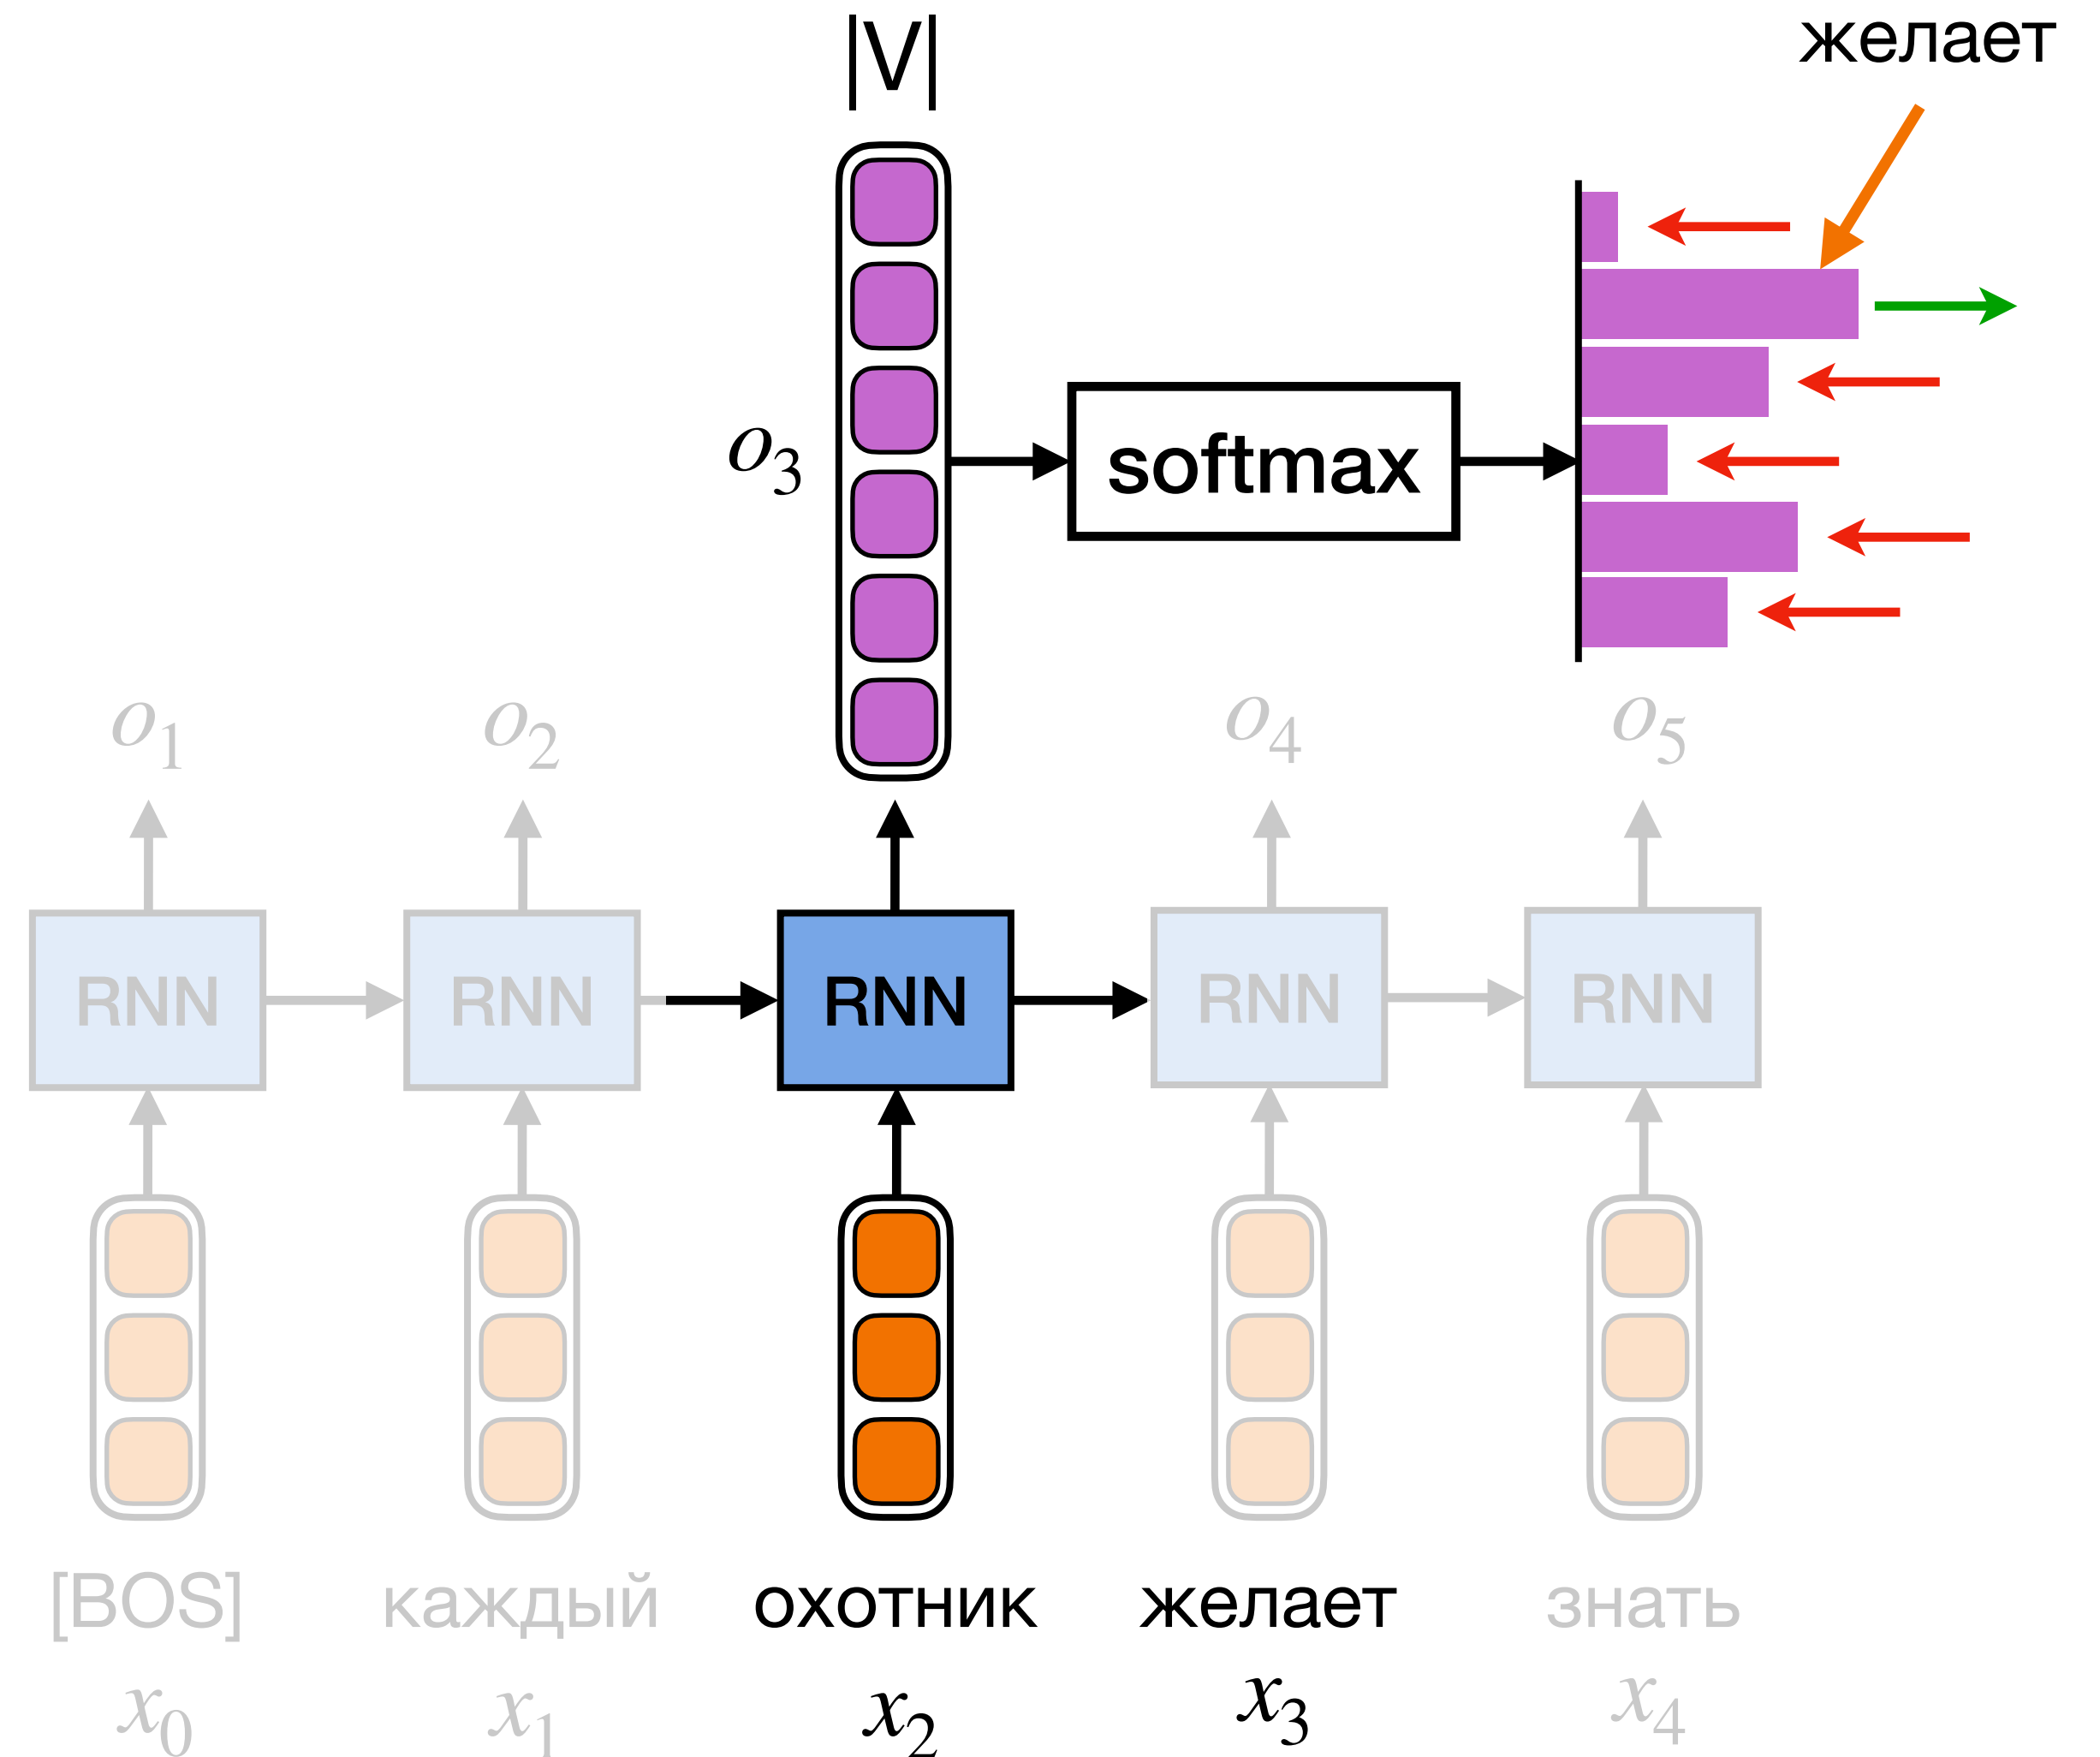 |V|
желает
o3
softmax
o1
o2
o4
o5
RNN
RNN
RNN
RNN
RNN
[BOS]
каждый
охотник
желает
знать
x0
x1
x2
x3
x4